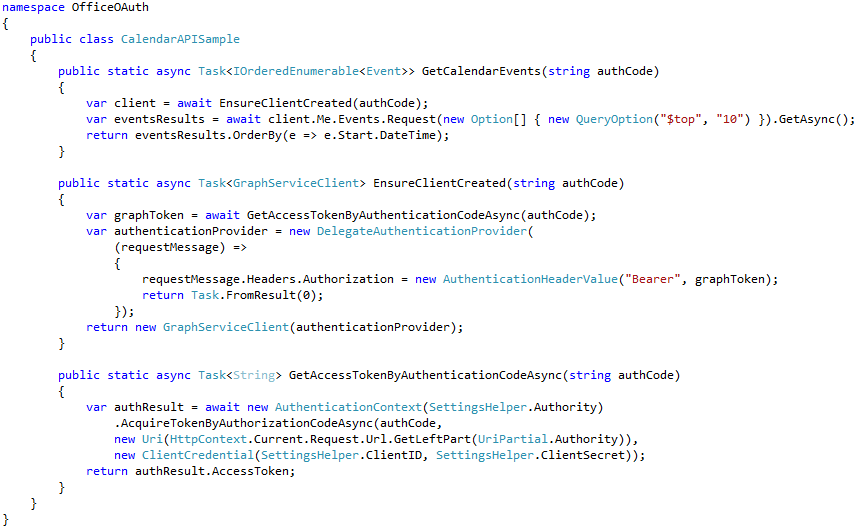 namespace OfficeOAuth
{
    public class CalendarAPISample
    {
        public static async Task<IOrderedEnumerable<Event>> GetCalendarEvents(string authCode)
        {
            var client = await EnsureClientCreated(authCode);
            var eventsResults = await client.Me.Events.Request(new Option[] { new QueryOption("$top", "10") }).GetAsync();
            return eventsResults.OrderBy(e => e.Start.DateTime);
        }

        public static async Task<GraphServiceClient> EnsureClientCreated(string authCode)
        {
            var graphToken = await GetAccessTokenByAuthenticationCodeAsync(authCode);
            var authenticationProvider = new DelegateAuthenticationProvider(
                (requestMessage) =>
                {
                    requestMessage.Headers.Authorization = new AuthenticationHeaderValue("Bearer", graphToken);
                    return Task.FromResult(0);
                });
            return new GraphServiceClient(authenticationProvider);
        }

        public static async Task<String> GetAccessTokenByAuthenticationCodeAsync(string authCode)
        {
            var authResult = await new AuthenticationContext(SettingsHelper.Authority)
                .AcquireTokenByAuthorizationCodeAsync(authCode,
                new Uri(HttpContext.Current.Request.Url.GetLeftPart(UriPartial.Authority)),
                new ClientCredential(SettingsHelper.ClientID, SettingsHelper.ClientSecret));
            return authResult.AccessToken;
        }
    }
}